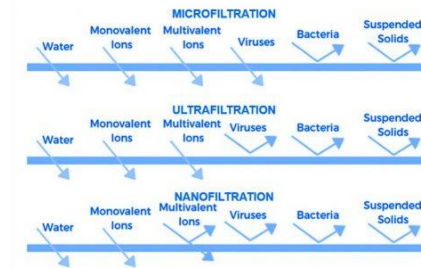 MICROFILTRATION
Water
Monovalent
Ions
Multivalent
Ions
Viruses
Bacteria
Suspended
Solids
ULTRAFILTRATION
Water
Monovalent
Ions
Multivalent
Ions
Viruses
Bacteria
Suspended
Solids
NANOFILTRATION
Water
Monovalent
Ions
Multivalent
Ions
Viruses
Bacteria
Suspended
Solids